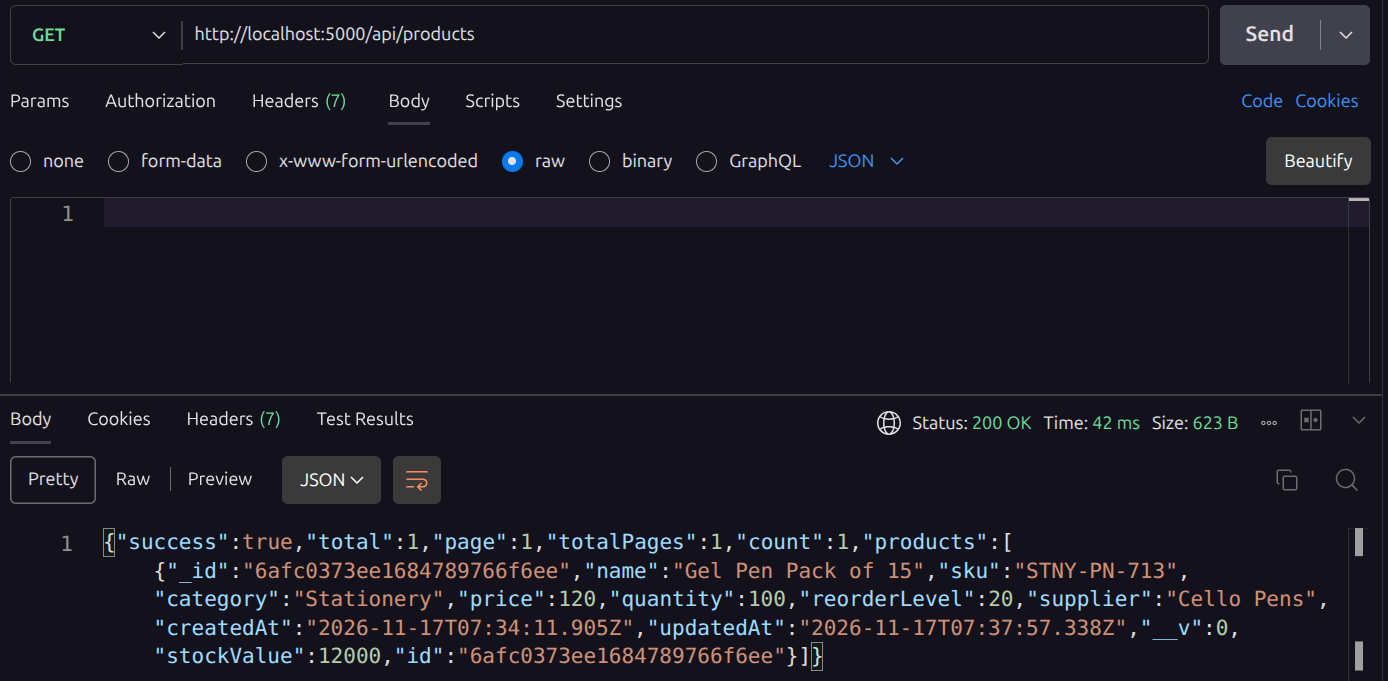 GET http://localhost:5000/api/products Send
Params Authorization Headers (7) Body Scripts Settings Code Cookies
none form-data x-www-form-urlencoded raw binary GraphQL JSON Beautify
1
Body Cookies Headers (7) Test Results Status: 200 OK Time: 42 ms Size: 623 B
Pretty Raw Preview JSON
1 {"success":true,"total":1,"page":1,"totalPages":1,"count":1,"products":[
{"_id":"6afc0373ee1684789766f6ee","name":"Gel Pen Pack of 15","sku":"STNY-PN-713",
"category":"Stationery","price":120,"quantity":100,"reorderLevel":20,"supplier":"Cello Pens",
"createdAt":"2026-11-17T07:34:11.905Z","updatedAt":"2026-11-17T07:37:57.338Z","__v":0,
"stockValue":12000,"id":"6afc0373ee1684789766f6ee"}]}